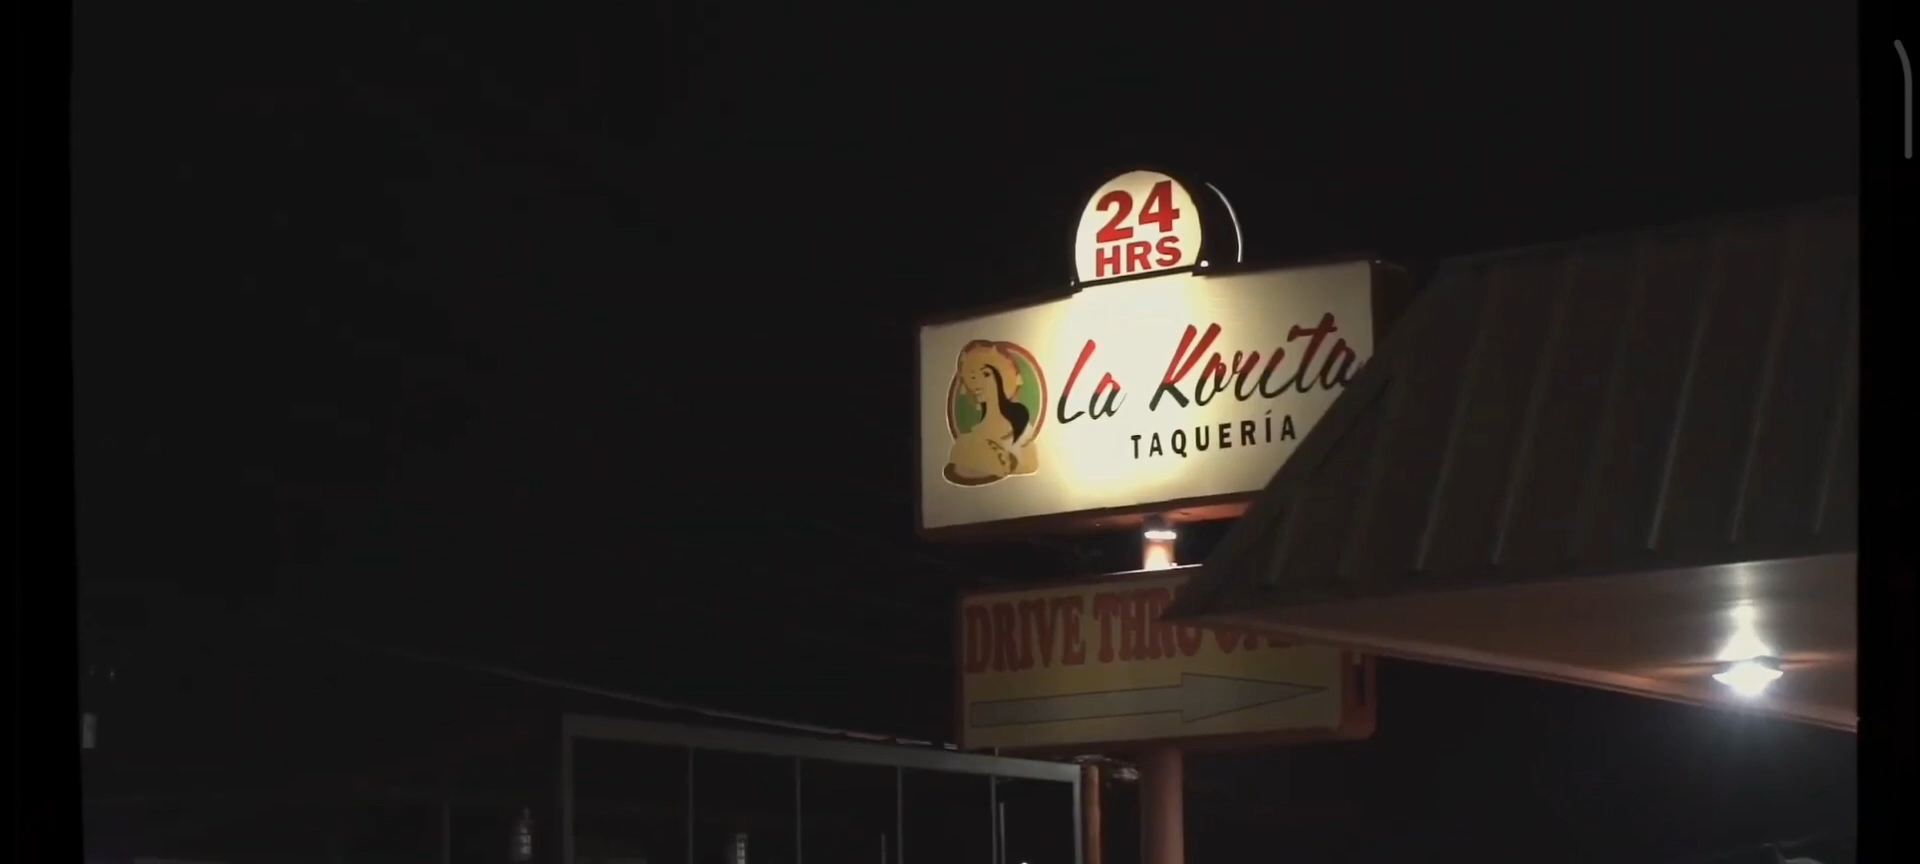 24
HRS
La Korita
TAQUERÍA
DRIVE THRU